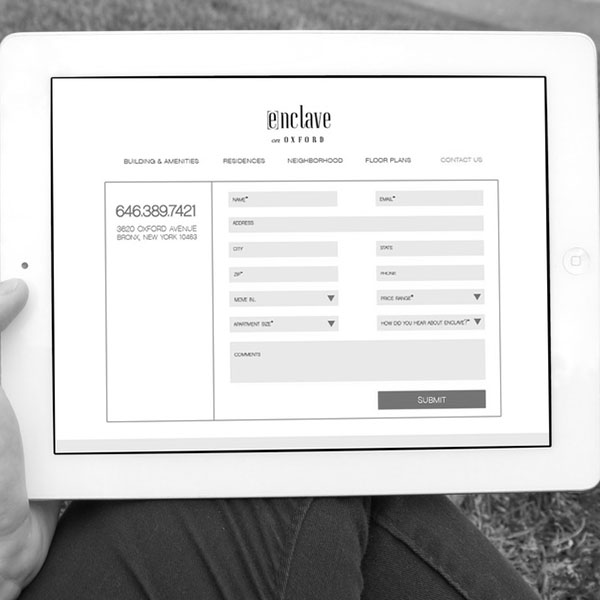 [e]nclave
on OXFORD
BUILDING & AMENITIES RESIDENCES NEIGHBORHOOD FLOOR PLANS CONTACT US
646.389.7421
3620 OXFORD AVENUE
BRONX, NEW YORK 10463
NAME* EMAIL*
ADDRESS
CITY STATE
ZIP* PHONE
MOVE IN.. PRICE RANGE*
APARTMENT SIZE* HOW DID YOU HEAR ABOUT ENCLAVE?*
COMMENTS
SUBMIT